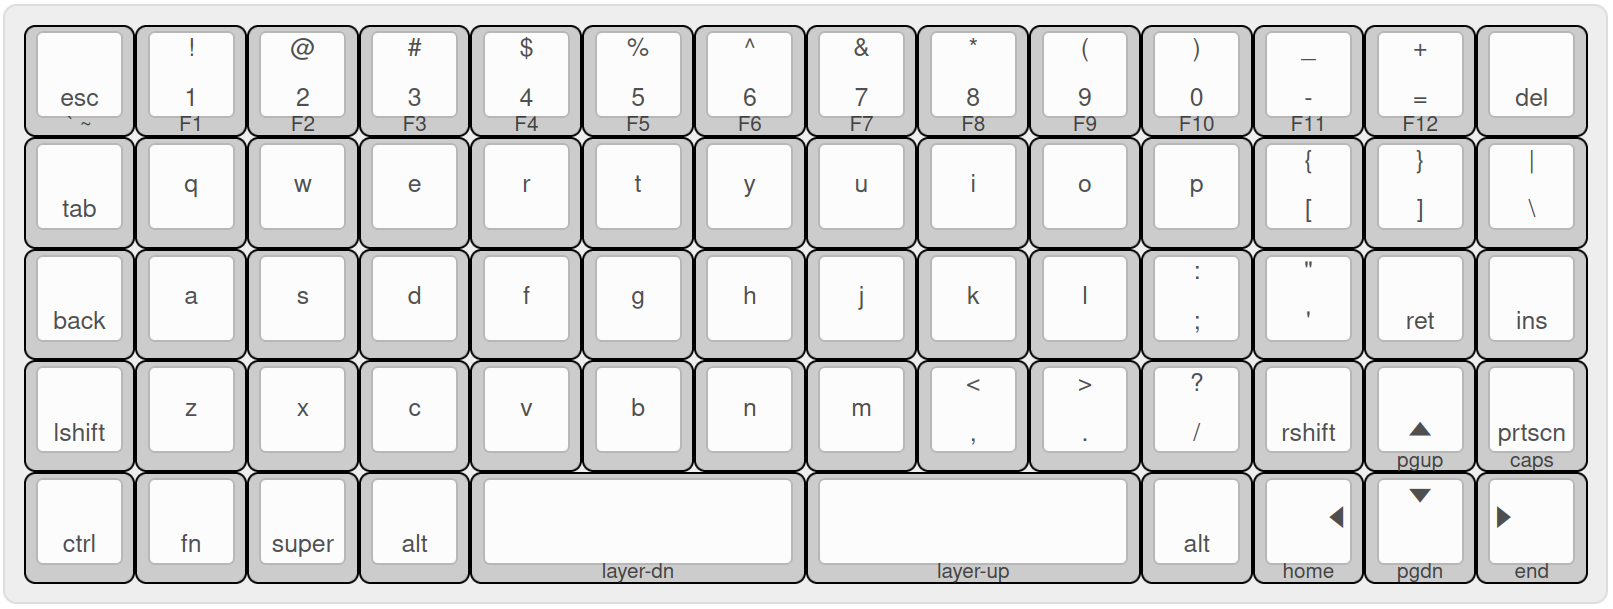 ! @ # $ % ^ & * ( ) _ +
esc 1 2 3 4 5 6 7 8 9 0 - = del
` ~ F1 F2 F3 F4 F5 F6 F7 F8 F9 F10 F11 F12
{ } |
q w e r t y u i o p
tab [ ] \
: "
a s d f g h j k l
back ; ' ret ins
< > ?
z x c v b n m
lshift , . / rshift ▲ prtscn
pgup caps
◀ ▼ ▶
ctrl fn super alt alt
layer-dn layer-up home pgdn end